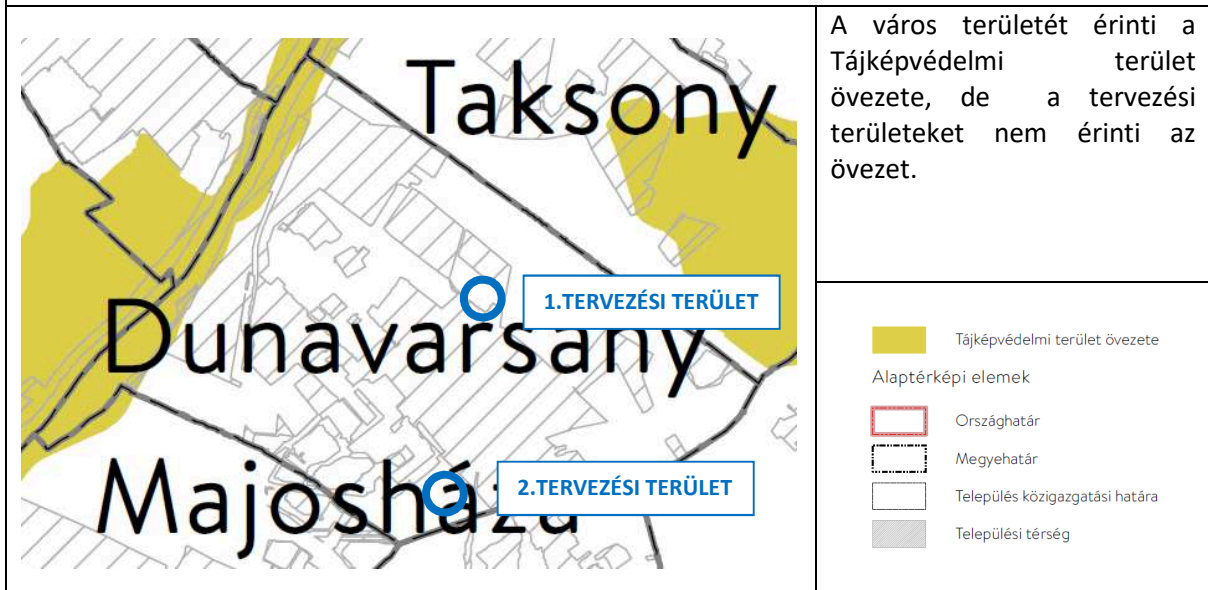 Taksony
1.TERVEZÉSI TERÜLET
Dunavarsány
2.TERVEZÉSI TERÜLET
Majosháza
A város területét érinti a
Tájképvédelmi terület
övezete, de a tervezési
területeket nem érinti az
övezet.
Tájképvédelmi terület övezete
Alaptérképi elemek
Országhatár
Megyehatár
Település közigazgatási határa
Települési térség